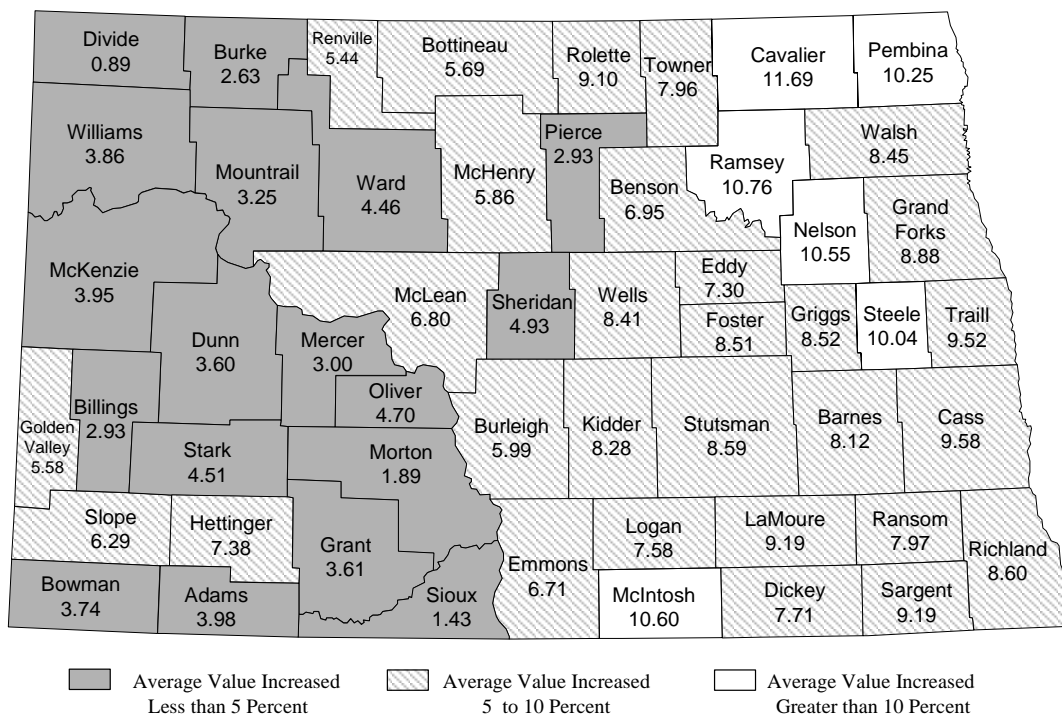 Divide
0.89
Burke
2.63
Renville
5.44
Bottineau
5.69
Rolette
9.10
Towner
7.96
Cavalier
11.69
Pembina
10.25
Williams
3.86
Mountrail
3.25
Ward
4.46
McHenry
5.86
Pierce
2.93
Benson
6.95
Ramsey
10.76
Walsh
8.45
Nelson
10.55
Grand
Forks
8.88
McKenzie
3.95
Dunn
3.60
Mercer
3.00
Oliver
4.70
McLean
6.80
Sheridan
4.93
Wells
8.41
Eddy
7.30
Foster
8.51
Griggs
8.52
Steele
10.04
Traill
9.52
Golden
Valley
5.58
Billings
2.93
Stark
4.51
Morton
1.89
Burleigh
5.99
Kidder
8.28
Stutsman
8.59
Barnes
8.12
Cass
9.58
Slope
6.29
Hettinger
7.38
Grant
3.61
Emmons
6.71
Logan
7.58
LaMoure
9.19
Ransom
7.97
Richland
8.60
Bowman
3.74
Adams
3.98
Sioux
1.43
McIntosh
10.60
Dickey
7.71
Sargent
9.19
Average Value Increased
Less than 5 Percent
Average Value Increased
5 to 10 Percent
Average Value Increased
Greater than 10 Percent